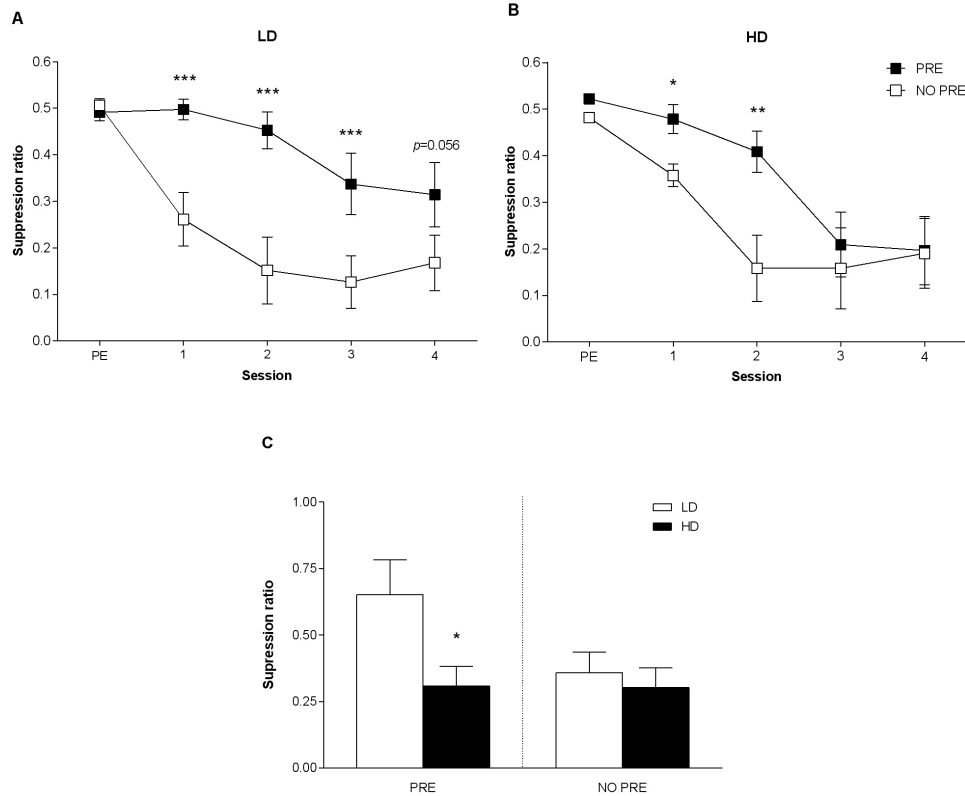 A
LD
0.6
0.5
0.4
0.3
0.2
0.1
0.0
Suppression ratio
***
***
***
p=0.056
PE 1 2 3 4
Session
B
HD
0.6
0.5
0.4
0.3
0.2
0.1
0.0
Suppression ratio
*
**
PRE
NO PRE
PE 1 2 3 4
Session
C
1.00
0.75
0.50
0.25
0.00
Supression ratio
LD
HD
*
PRE NO PRE